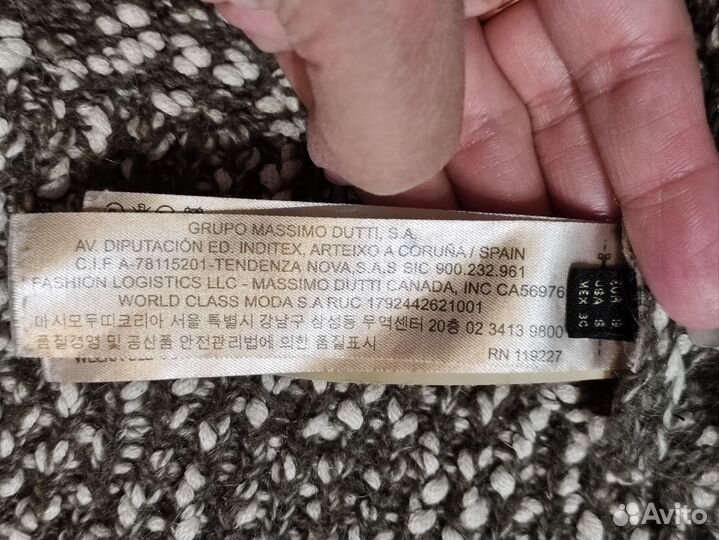 GRUPO MASSIMO DUTTI, S.A.
AV. DIPUTACIÓN ED. INDITEX, ARTEIXO A CORUÑA / SPAIN
C.I.F A-78115201-TENDENZA NOVA,S.A.S SIC 900.232.961
FASHION LOGISTICS LLC - MASSIMO DUTTI CANADA, INC CA56976
WORLD CLASS MODA S.A RUC 1792442621001
마시모두띠코리아 서울 특별시 강남구 삼성동 무역센터 20층 02 3413 9800
품질경영 및 공산품 안전관리법에 의한 품질표시
RN 119227
EUR S
USA S
MEX 3C
Avito